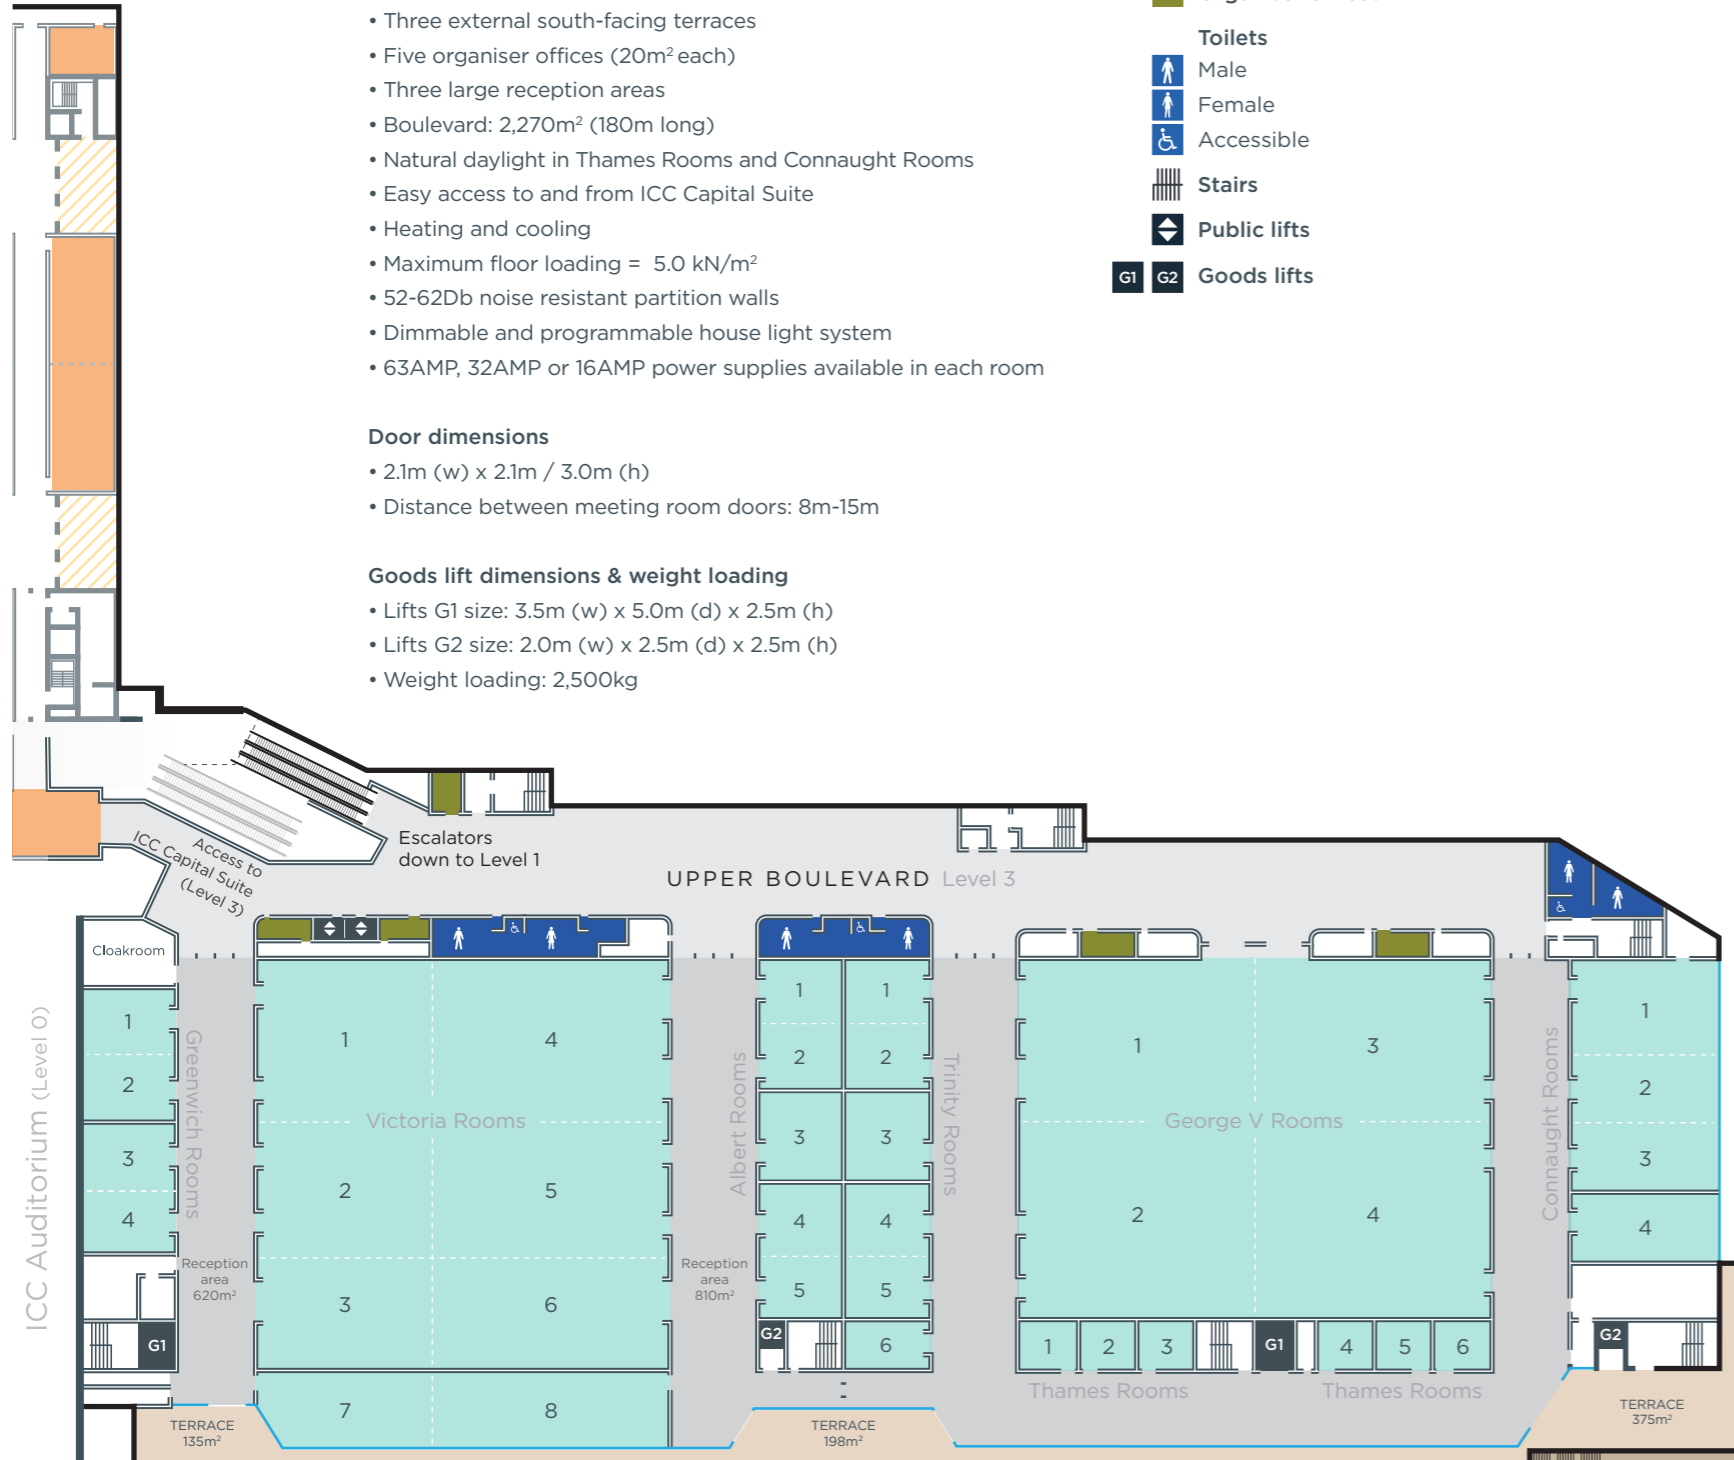 • Three external south-facing terraces
• Five organiser offices (20m² each)
• Three large reception areas
• Boulevard: 2,270m² (180m long)
• Natural daylight in Thames Rooms and Connaught Rooms
• Easy access to and from ICC Capital Suite
• Heating and cooling
• Maximum floor loading = 5.0 kN/m²
• 52-62Db noise resistant partition walls
• Dimmable and programmable house light system
• 63AMP, 32AMP or 16AMP power supplies available in each room
Door dimensions
• 2.1m (w) x 2.1m / 3.0m (h)
• Distance between meeting room doors: 8m-15m
Goods lift dimensions & weight loading
• Lifts G1 size: 3.5m (w) x 5.0m (d) x 2.5m (h)
• Lifts G2 size: 2.0m (w) x 2.5m (d) x 2.5m (h)
• Weight loading: 2,500kg
Toilets
Male
Female
Accessible
Stairs
Public lifts
G1 G2 Goods lifts
Escalators
down to Level 1
Access to
ICC Capital Suite
(Level 3)
UPPER BOULEVARD Level 3
Cloakroom
ICC Auditorium (Level 0)
1
2
3
4
Greenwich Rooms
Reception
area
620m²
G1
TERRACE
135m²
Victoria Rooms
1
4
2
5
3
6
7
8
Reception
area
810m²
Albert Rooms
1
2
3
4
5
G2
Trinity Rooms
1
2
3
4
5
6
TERRACE
198m²
George V Rooms
1
3
2
4
1
2
3
G1
4
5
6
Thames Rooms
Thames Rooms
Connaught Rooms
1
2
3
4
G2
TERRACE
375m²